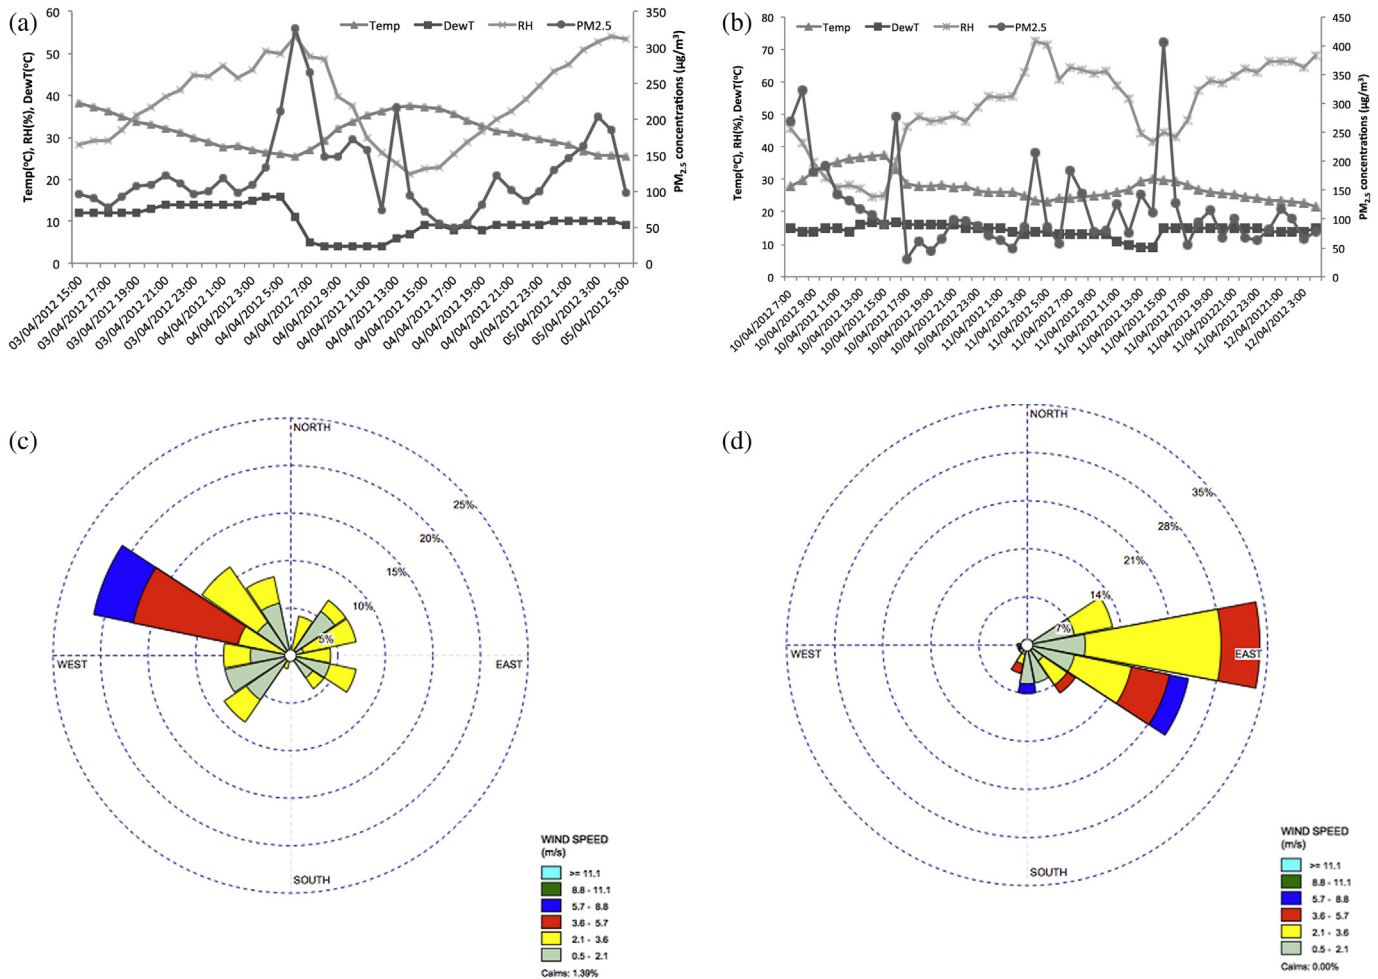 (a)
Temp DewT RH PM2.5
Temp(°C), RH(%), DewT(°C)
60
50
40
30
20
10
0
PM2.5 concentrations (µg/m³)
350
300
250
200
150
100
50
0
03/04/2012 15:00
03/04/2012 17:00
03/04/2012 19:00
03/04/2012 21:00
03/04/2012 23:00
04/04/2012 1:00
04/04/2012 3:00
04/04/2012 5:00
04/04/2012 7:00
04/04/2012 9:00
04/04/2012 11:00
04/04/2012 13:00
04/04/2012 15:00
04/04/2012 17:00
04/04/2012 19:00
04/04/2012 21:00
04/04/2012 23:00
05/04/2012 1:00
05/04/2012 3:00
05/04/2012 5:00
(b)
Temp DewT RH PM2.5
Temp(°C), RH(%), DewT(°C)
80
70
60
50
40
30
20
10
0
PM2.5 concentrations (µg/m³)
450
400
350
300
250
200
150
100
50
0
10/04/2012 7:00
10/04/2012 9:00
10/04/2012 11:00
10/04/2012 13:00
10/04/2012 15:00
10/04/2012 17:00
10/04/2012 19:00
10/04/2012 21:00
10/04/2012 23:00
11/04/2012 1:00
11/04/2012 3:00
11/04/2012 5:00
11/04/2012 7:00
11/04/2012 9:00
11/04/2012 11:00
11/04/2012 13:00
11/04/2012 15:00
11/04/2012 17:00
11/04/2012 19:00
11/04/201221:00
11/04/2012 23:00
12/04/2012 1:00
12/04/2012 3:00
(c)
NORTH
25%
20%
15%
10%
5%
WEST
EAST
SOUTH
WIND SPEED
(m/s)
>= 11.1
8.8 - 11.1
5.7 - 8.8
3.6 - 5.7
2.1 - 3.6
0.5 - 2.1
Calms: 1.39%
(d)
NORTH
35%
28%
21%
14%
7%
WEST
EAST
SOUTH
WIND SPEED
(m/s)
>= 11.1
8.8 - 11.1
5.7 - 8.8
3.6 - 5.7
2.1 - 3.6
0.5 - 2.1
Calms: 0.00%